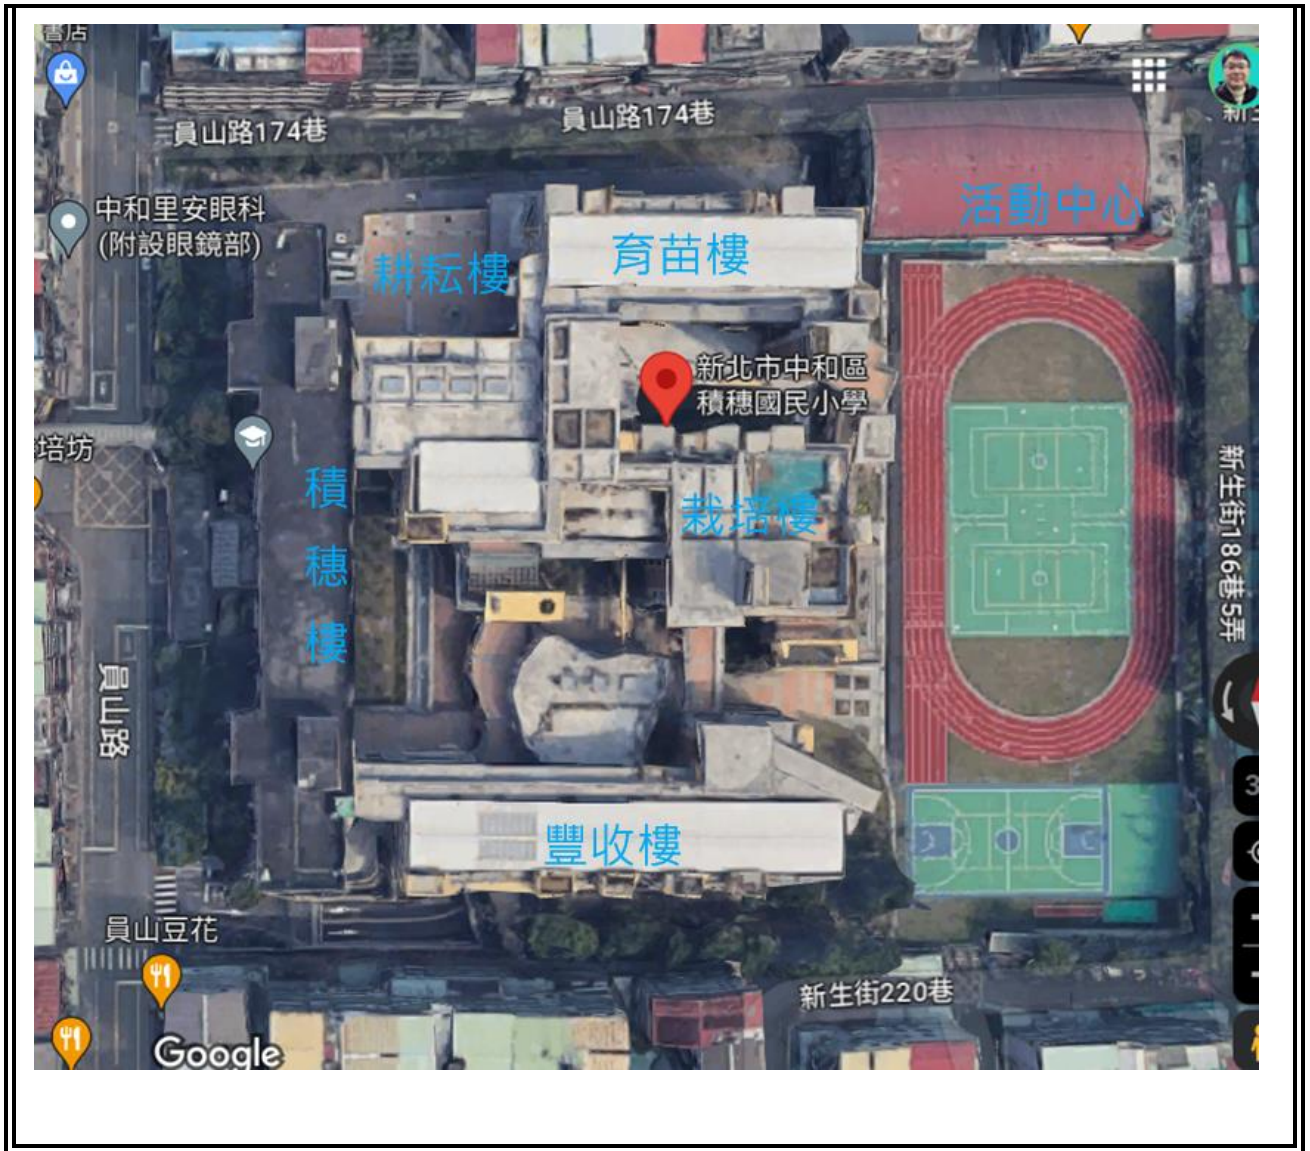 書店
員山路174巷
員山路174巷
中和里安眼科
(附設眼鏡部)
耕耘樓
育苗樓
活動中心
新北市中和區
積穗國民小學
培坊
積
穗
樓
栽培樓
新生街186巷5弄
員山路
豐收樓
員山豆花
新生街220巷
Google